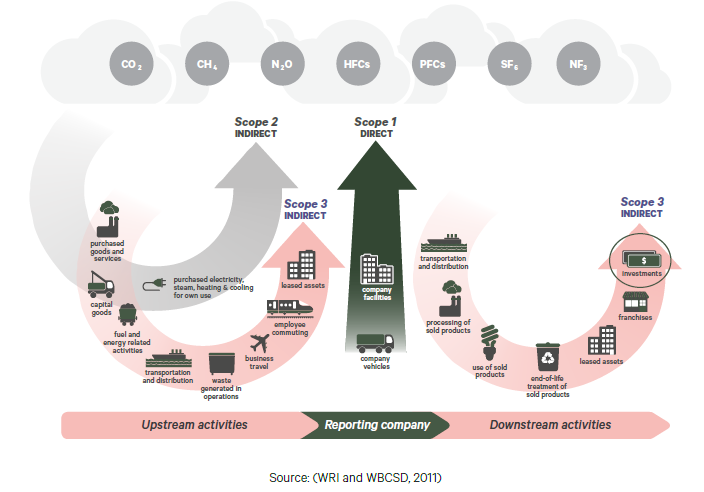 CO₂ CH₄ N₂O HFCs PFCs SF₆ NF₃
Scope 2
INDIRECT
Scope 1
DIRECT
Scope 3
INDIRECT
Scope 3
INDIRECT
purchased
goods and
services
capital
goods
fuel and
energy related
activities
transportation
and distribution
waste
generated in
operations
business
travel
employee
commuting
leased assets
purchased electricity,
steam, heating & cooling
for own use
company
facilities
company
vehicles
transportation
and distribution
processing of
sold products
use of sold
products
end-of-life
treatment of
sold products
leased assets
franchises
$
investments
Upstream activities
Reporting company
Downstream activities
Source: (WRI and WBCSD, 2011)